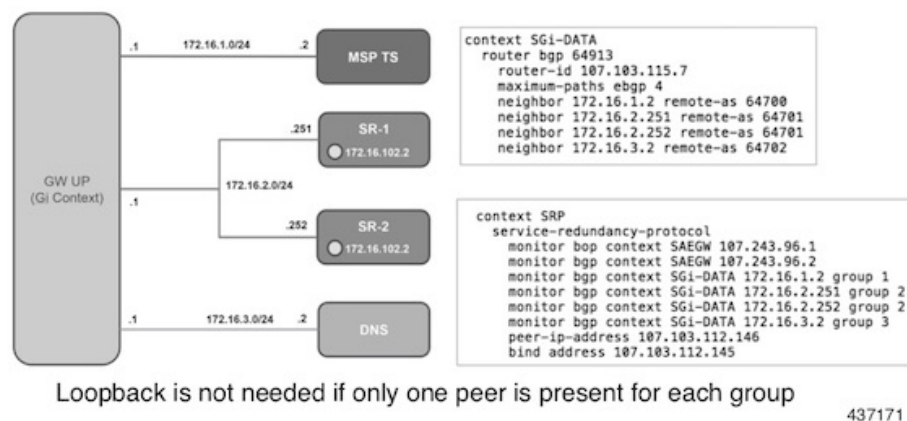 .1
172.16.1.0/24
.2
MSP TS
.251
SR-1
172.16.102.2
GW UP
(Gi Context)
172.16.2.0/24
.1
.252
SR-2
172.16.102.2
.1
172.16.3.0/24
.2
DNS
context SGi-DATA
router bgp 64913
router-id 107.103.115.7
maximum-paths ebgp 4
neighbor 172.16.1.2 remote-as 64700
neighbor 172.16.2.251 remote-as 64701
neighbor 172.16.2.252 remote-as 64701
neighbor 172.16.3.2 remote-as 64702
context SRP
service-redundancy-protocol
monitor bop context SAEGW 107.243.96.1
monitor bgp context SAEGW 107.243.96.2
monitor bgp context SGi-DATA 172.16.1.2 group 1
monitor bgp context SGi-DATA 172.16.2.251 group 2
monitor bgp context SGi-DATA 172.16.2.252 group 2
monitor bgp context SGi-DATA 172.16.3.2 group 3
peer-ip-address 107.103.112.146
bind address 107.103.112.145
Loopback is not needed if only one peer is present for each group
437171